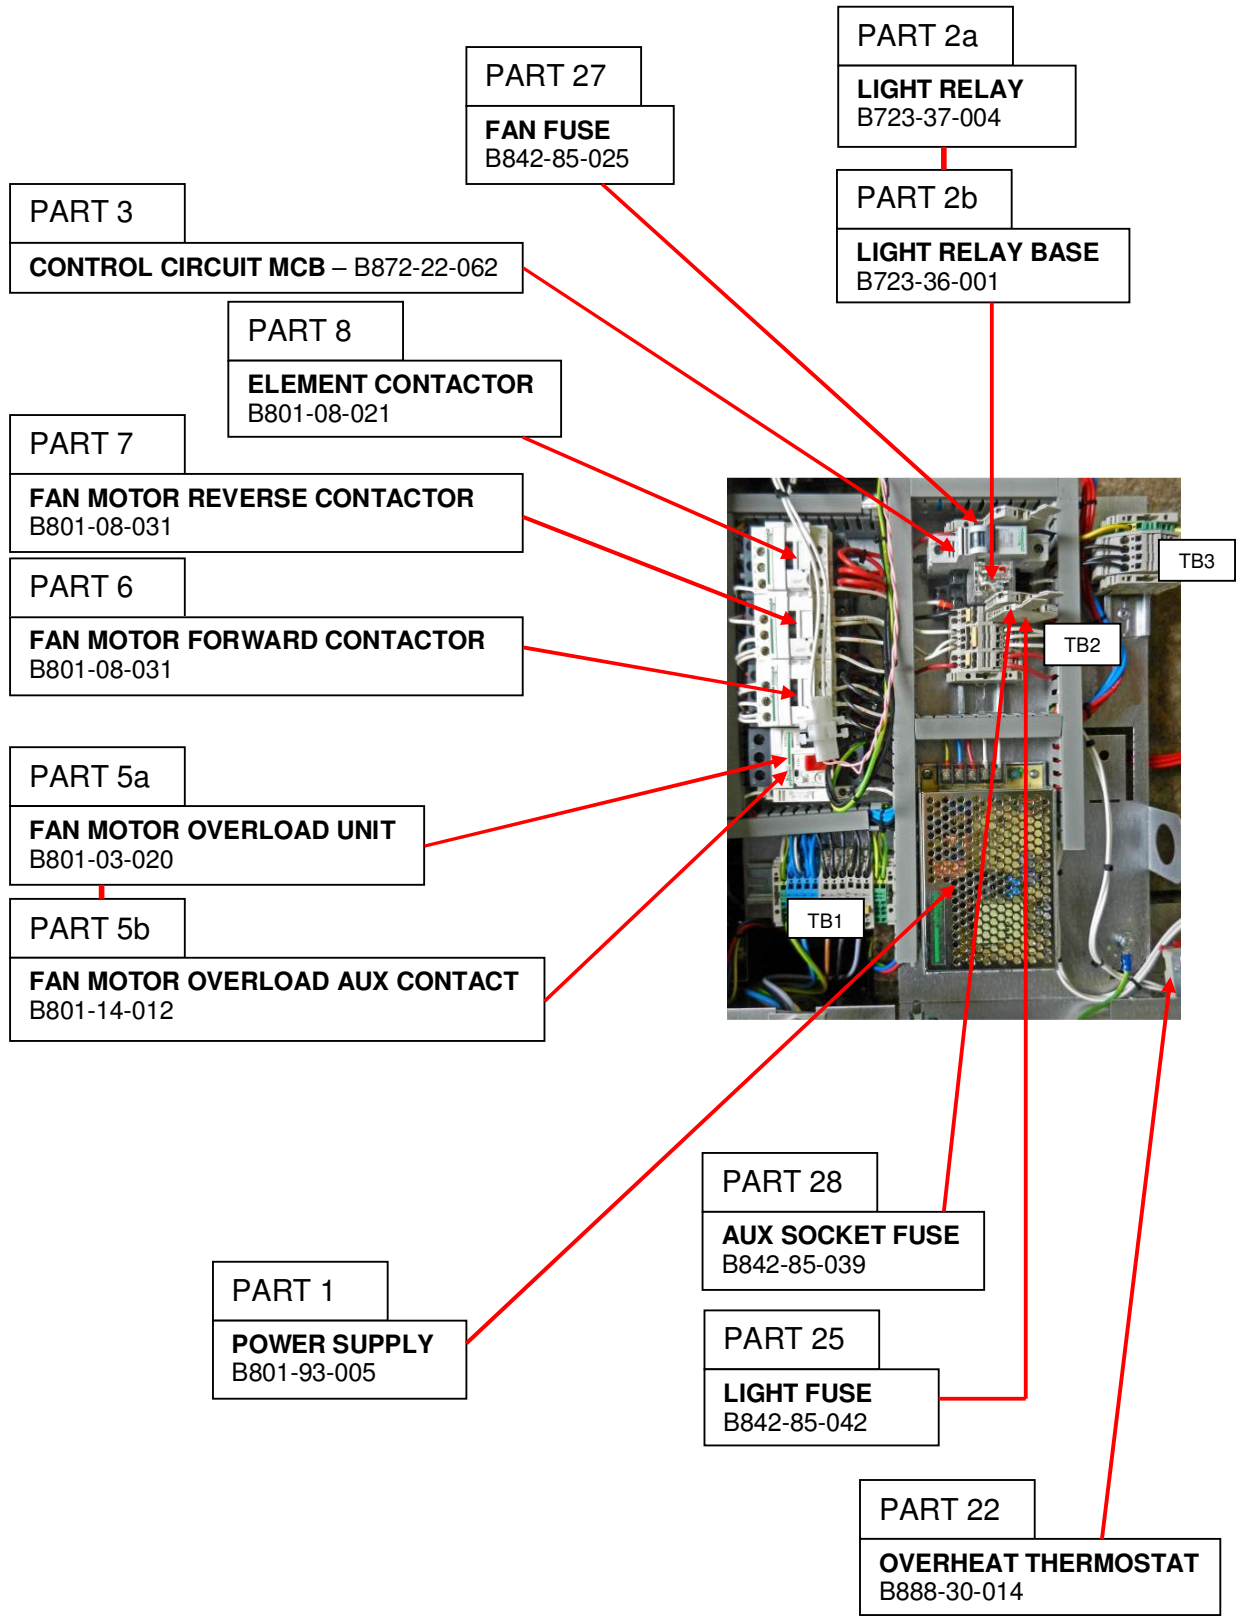 PART 2a
LIGHT RELAY
B723-37-004
PART 27
FAN FUSE
B842-85-025
PART 2b
LIGHT RELAY BASE
B723-36-001
PART 3
CONTROL CIRCUIT MCB – B872-22-062
PART 8
ELEMENT CONTACTOR
B801-08-021
PART 7
FAN MOTOR REVERSE CONTACTOR
B801-08-031
PART 6
FAN MOTOR FORWARD CONTACTOR
B801-08-031
TB3
TB2
PART 5a
FAN MOTOR OVERLOAD UNIT
B801-03-020
PART 5b
FAN MOTOR OVERLOAD AUX CONTACT
B801-14-012
TB1
PART 28
AUX SOCKET FUSE
B842-85-039
PART 1
POWER SUPPLY
B801-93-005
PART 25
LIGHT FUSE
B842-85-042
PART 22
OVERHEAT THERMOSTAT
B888-30-014